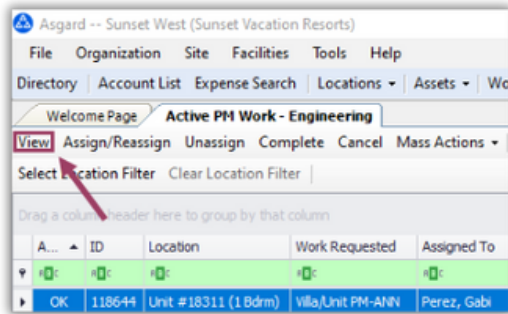 Asgard -- Sunset West (Sunset Vacation Resorts)
File Organization Site Facilities Tools Help
Directory Account List Expense Search Locations Assets Wo
Welcome Page Active PM Work - Engineering
View Assign/Reassign Unassign Complete Cancel Mass Actions
Select Location Filter Clear Location Filter
Drag a column header here to group by that column
A... ID Location Work Requested Assigned To
OK 118644 Unit #18311 (1 Bdrm) Villa/Unit PM-ANN Perez, Gabi